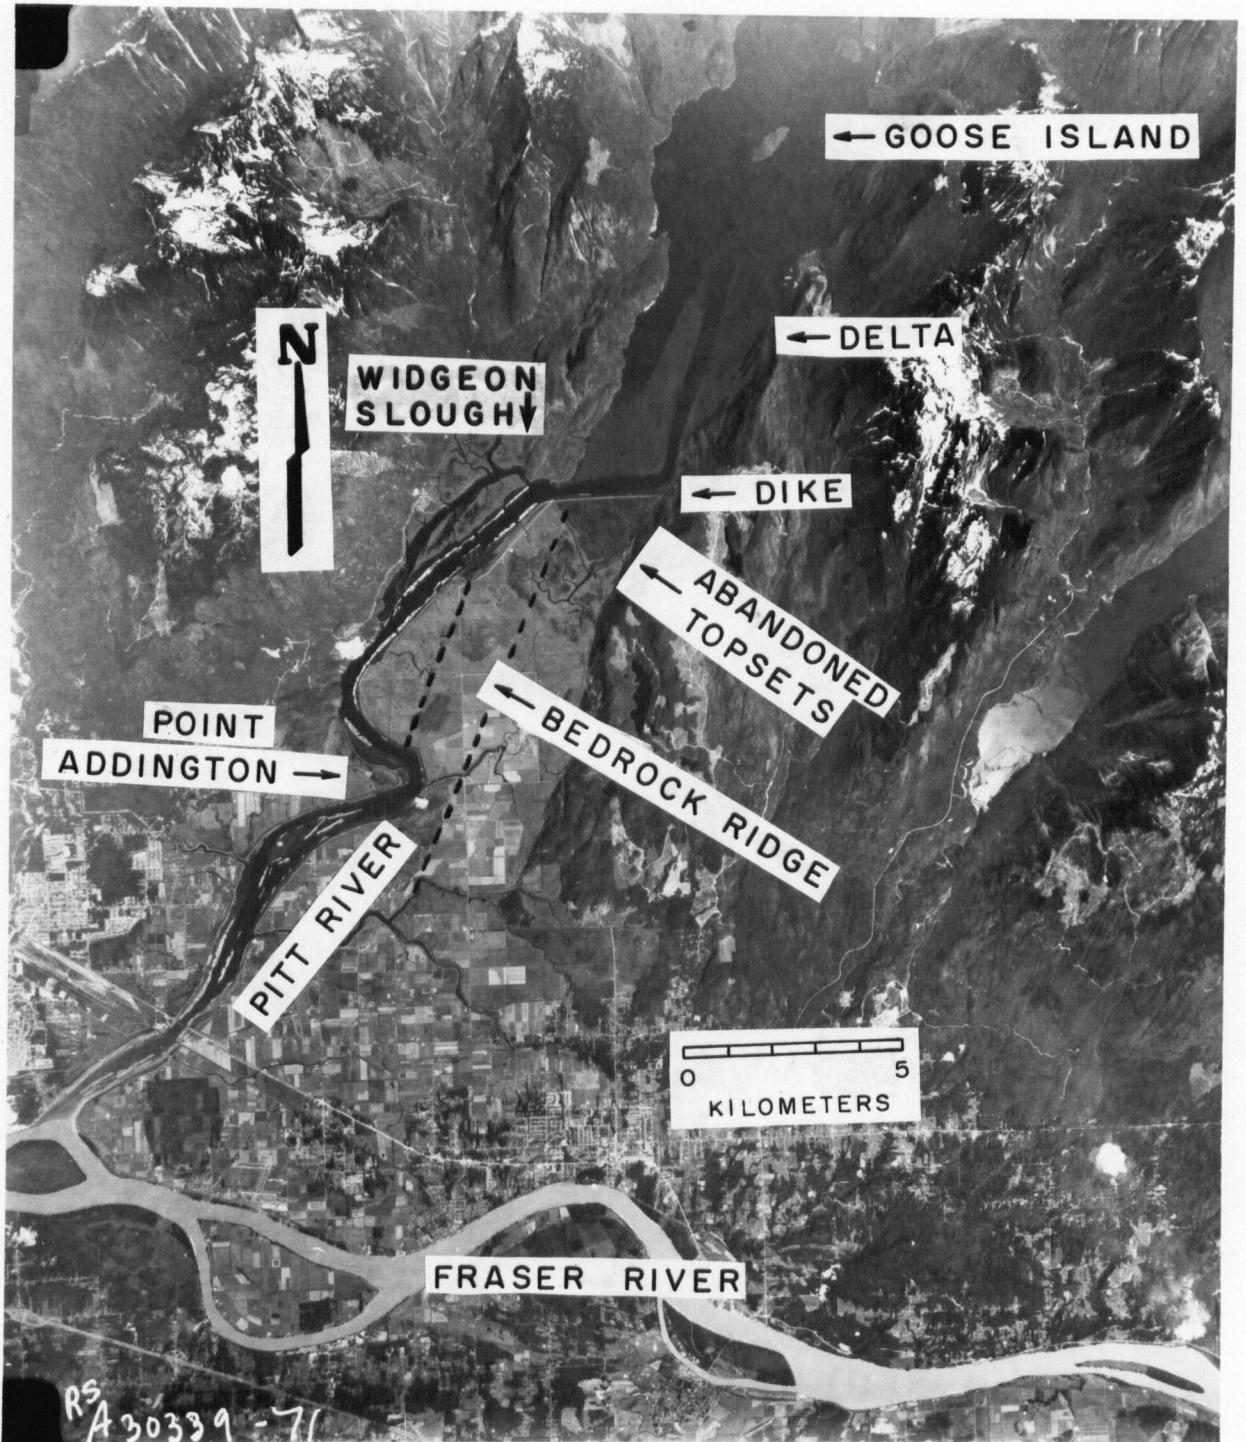 ← GOOSE ISLAND
← DELTA
N
WIDGEON
SLOUGH↓
← DIKE
← ABANDONED
TOPSETS
← BEDROCK RIDGE
POINT
ADDINGTON →
PITT RIVER
0 5
KILOMETERS
FRASER RIVER
RS
A30339-71